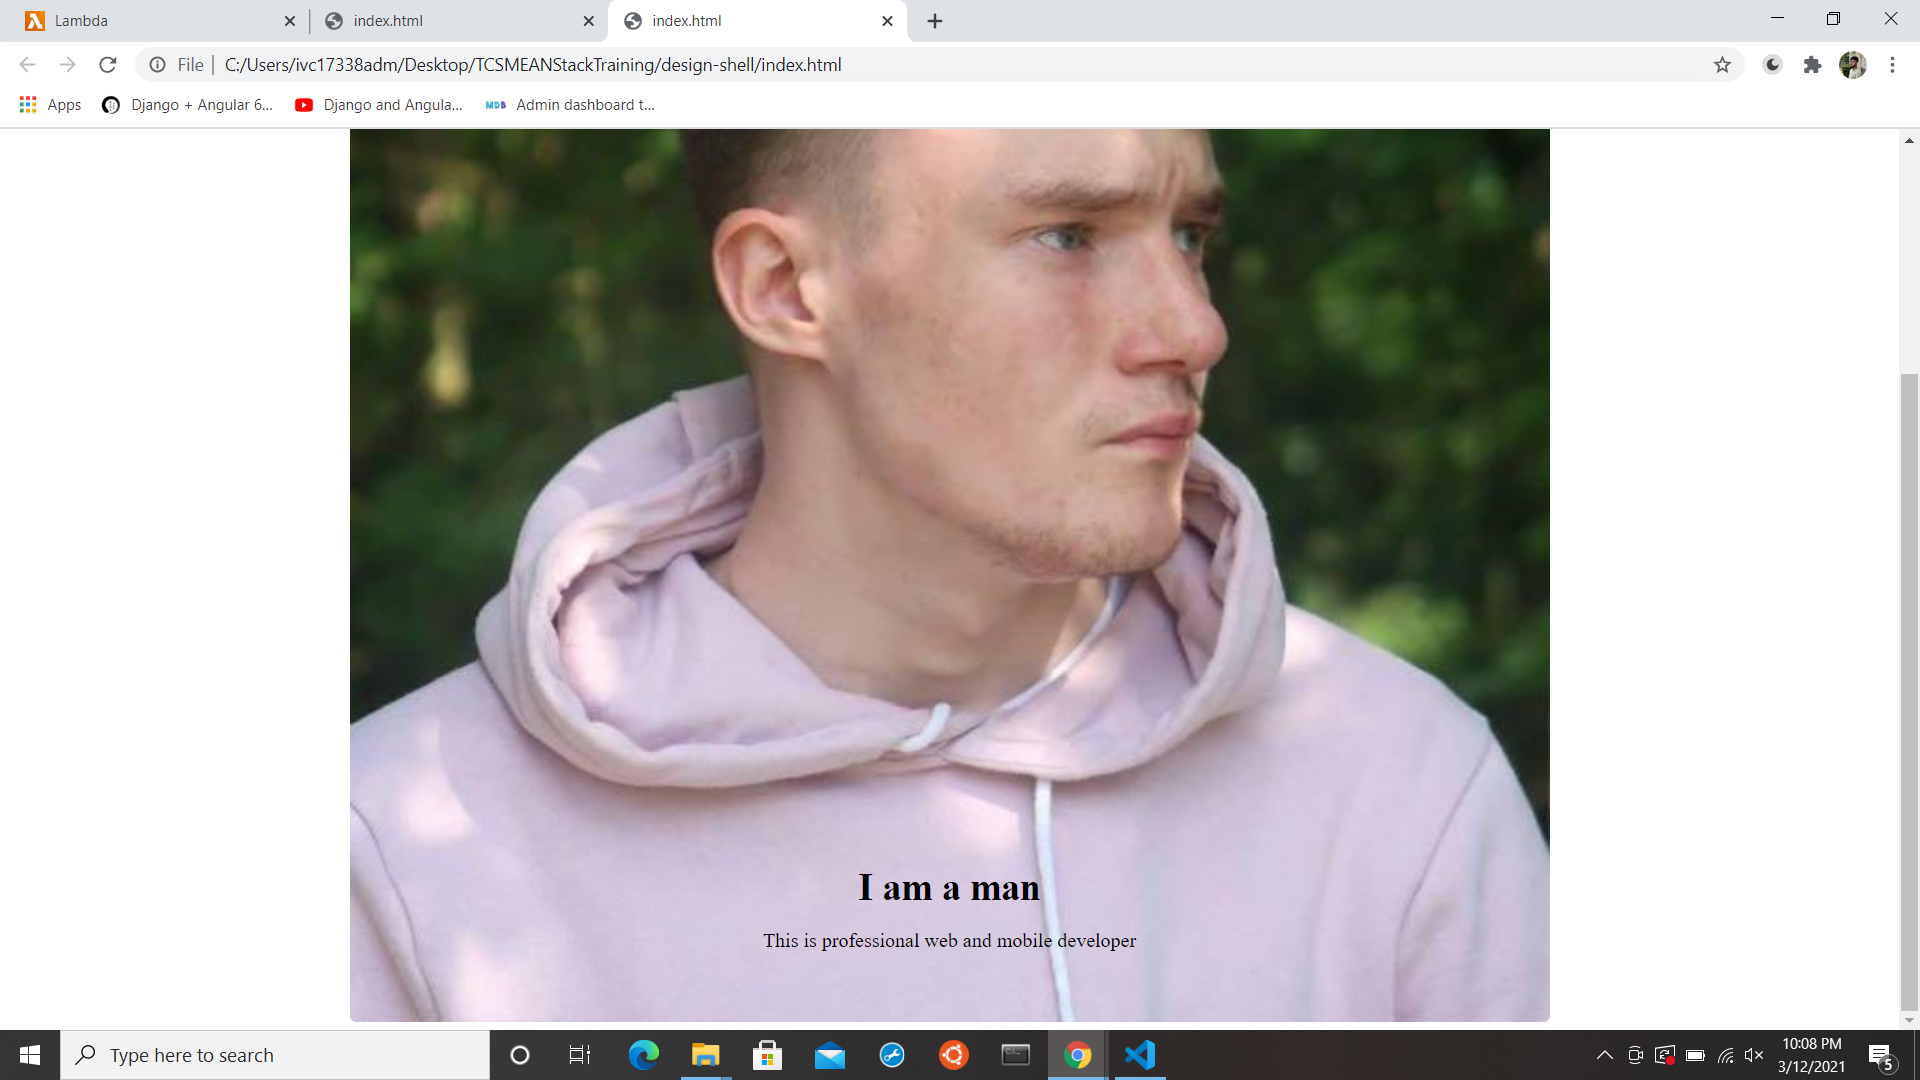 Lambda
index.html
index.html
File
C:/Users/ivc17338adm/Desktop/TCSMEANStackTraining/design-shell/index.html
Apps
Django + Angular 6...
Django and Angula...
MDB
Admin dashboard t...
I am a man
This is professional web and mobile developer
Type here to search
10:08 PM
3/12/2021
5